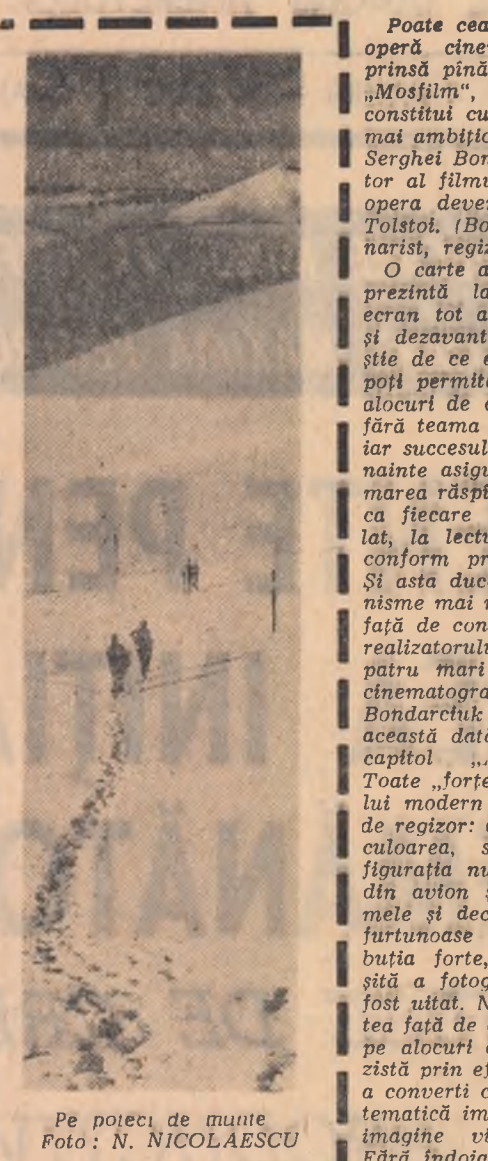 Pe poteci de munte
Foto : N. NICOLAESCU
Poate cea
operă cine
prinsă pînă
„Mosfilm“,
constitui cu
mai ambițio
Serghei Bon
tor al filmu
opera deve
Tolstoi. (Bo
narist, regiz
O carte a
prezintă la
ecran tot a
și dezavant
știe de ce e
poți permite
alocuri de
fără teama
iar succesul
nainte asigu
marea răspî
ca fiecare
lat, la lectu
conform pr
Și asta duc
nisme mai
față de con
realizatorulu
patru mari
cinematogra
Bondarciuk
această dată
capitol
Toate „forțe
lui modern
de regizor:
culoarea, s
figurația nu
din avion ș
mele și dec
furtunoase
buția forte,
șită a fotog
fost uitat. N
tea față de
pe alocuri
zistă prin ef
a converti c
tematică im
imagine vi
Fără îndoia